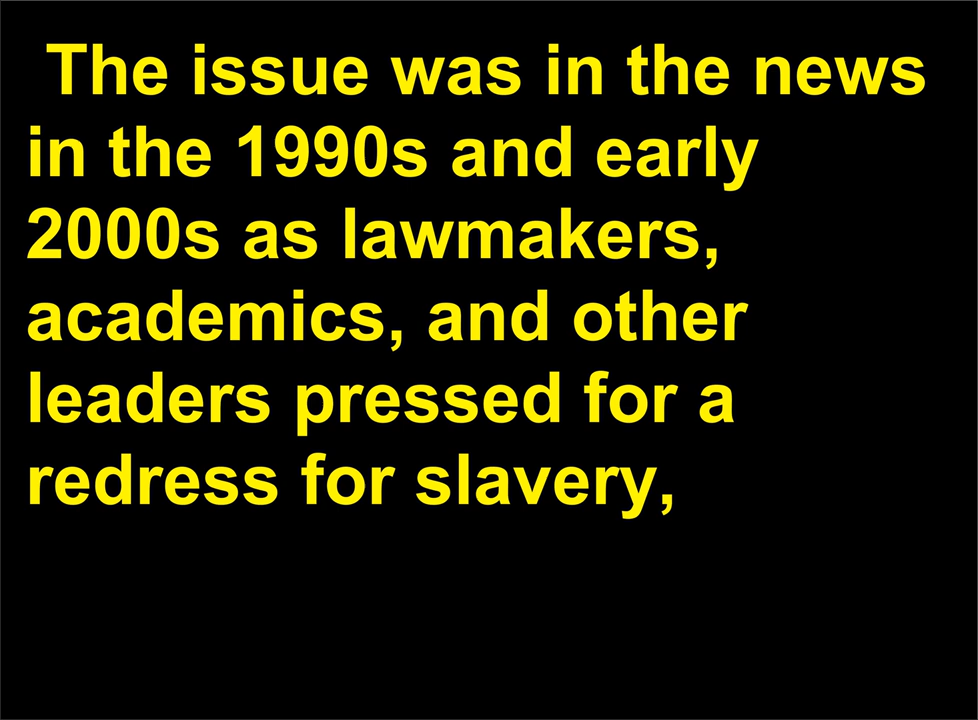 The issue was in the news
in the 1990s and early
2000s as lawmakers,
academics, and other
leaders pressed for a
redress for slavery,